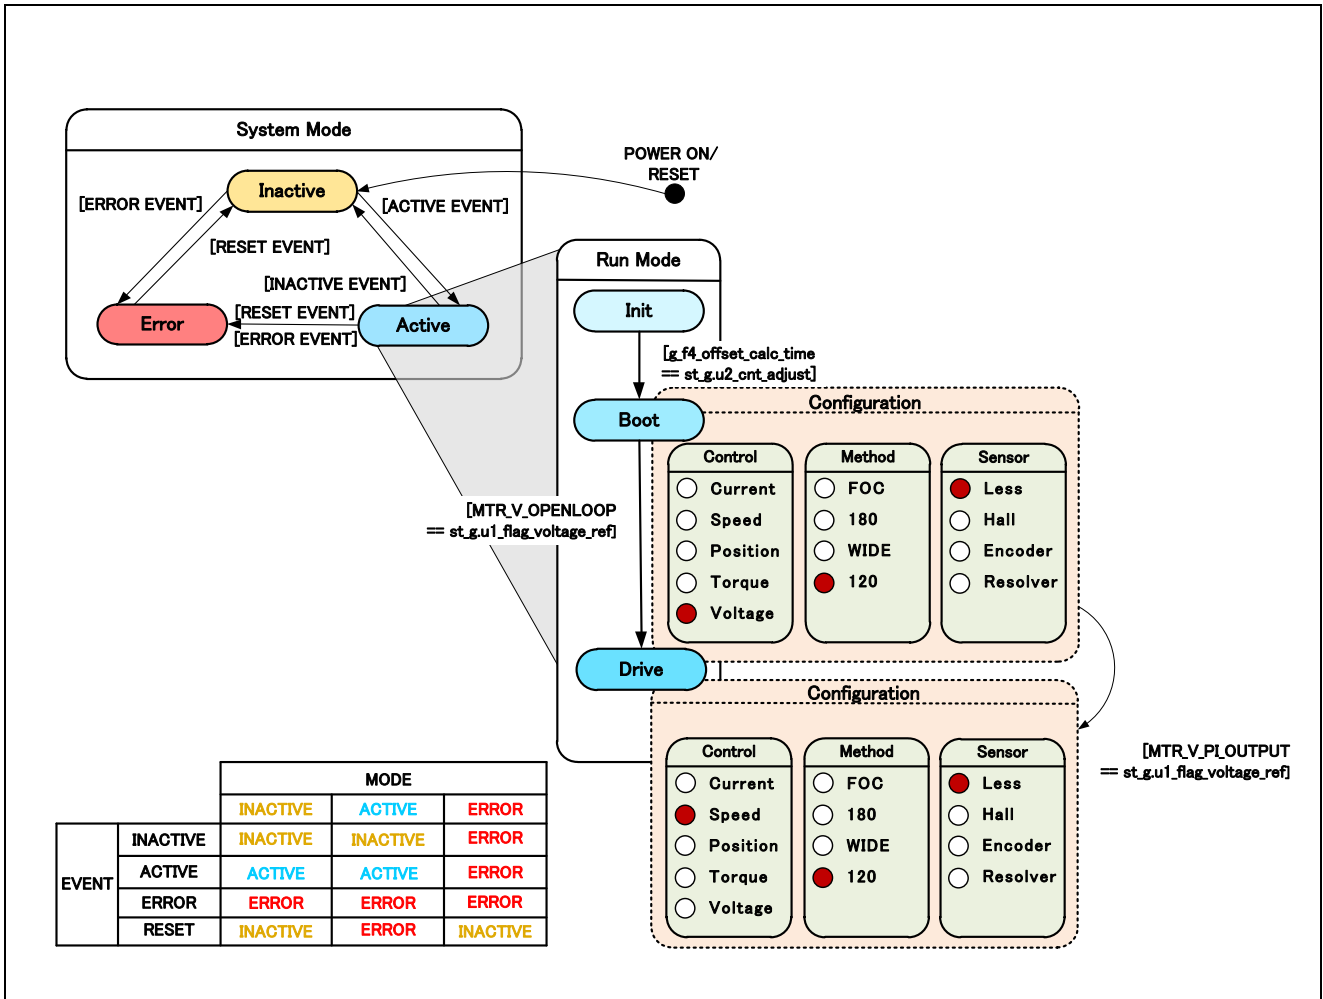 System Mode
POWER ON/
RESET
Inactive
[ERROR EVENT]
[ACTIVE EVENT]
[RESET EVENT]
[INACTIVE EVENT]
Error
[RESET EVENT]
[ERROR EVENT]
Active
Run Mode
Init
[g_f4_offset_calc_time
== st_g.u2_cnt_adjust]
Boot
[MTR_V_OPENLOOP
== st_g.u1_flag_voltage_ref]
Drive
Configuration
Control
Current
Speed
Position
Torque
Voltage
Method
FOC
180
WIDE
120
Sensor
Less
Hall
Encoder
Resolver
Configuration
Control
Current
Speed
Position
Torque
Voltage
Method
FOC
180
WIDE
120
Sensor
Less
Hall
Encoder
Resolver
[MTR_V_PI_OUTPUT
== st_g.u1_flag_voltage_ref]
MODE
INACTIVE ACTIVE ERROR
EVENT
INACTIVE INACTIVE INACTIVE ERROR
ACTIVE ACTIVE ACTIVE ERROR
ERROR ERROR ERROR ERROR
RESET INACTIVE ERROR INACTIVE